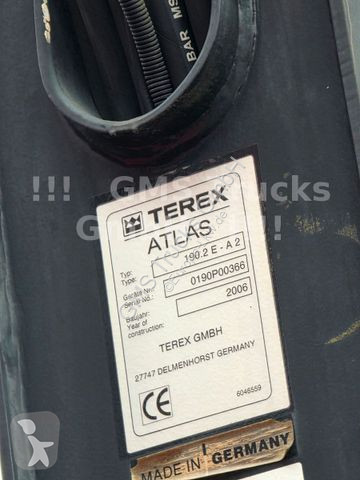 BAR MS
!!! GMS Trucks
G !!
TEREX
ATLAS
Typ:
Type: 190.2 E - A 2
Geräte Nr.:
Serial No.: 0190P00366
Baujahr:
Year of
construction: 2006
TEREX GMBH
27747 DELMENHORST GERMANY
CE
6046559
MADE IN GERMANY